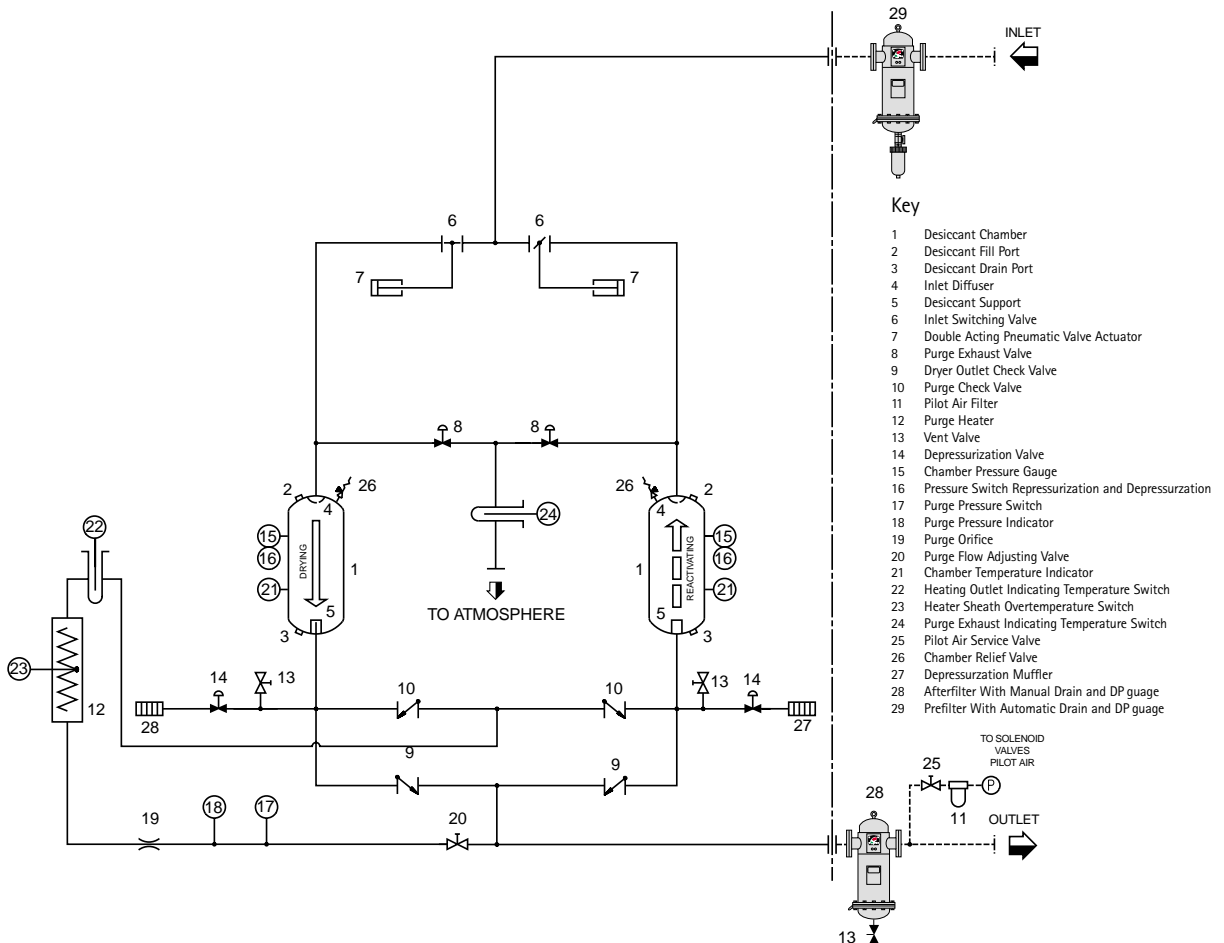 29
INLET
6
6
7
7
8
8
2
26
4
15
16
DRYING
21
1
5
3
24
TO ATMOSPHERE
26
2
4
15
16
REACTIVATING
21
1
5
3
22
23
12
14
13
10
10
13
14
28
27
9
9
19
18
17
20
Key
1 Desiccant Chamber
2 Desiccant Fill Port
3 Desiccant Drain Port
4 Inlet Diffuser
5 Desiccant Support
6 Inlet Switching Valve
7 Double Acting Pneumatic Valve Actuator
8 Purge Exhaust Valve
9 Dryer Outlet Check Valve
10 Purge Check Valve
11 Pilot Air Filter
12 Purge Heater
13 Vent Valve
14 Depressurization Valve
15 Chamber Pressure Gauge
16 Pressure Switch Repressurization and Depressurzation
17 Purge Pressure Switch
18 Purge Pressure Indicator
19 Purge Orifice
20 Purge Flow Adjusting Valve
21 Chamber Temperature Indicator
22 Heating Outlet Indicating Temperature Switch
23 Heater Sheath Overtemperature Switch
24 Purge Exhaust Indicating Temperature Switch
25 Pilot Air Service Valve
26 Chamber Relief Valve
27 Depressurzation Muffler
28 Afterfilter With Manual Drain and DP guage
29 Prefilter With Automatic Drain and DP guage
TO SOLENOID
VALVES
PILOT AIR
25
P
11
28
OUTLET
13